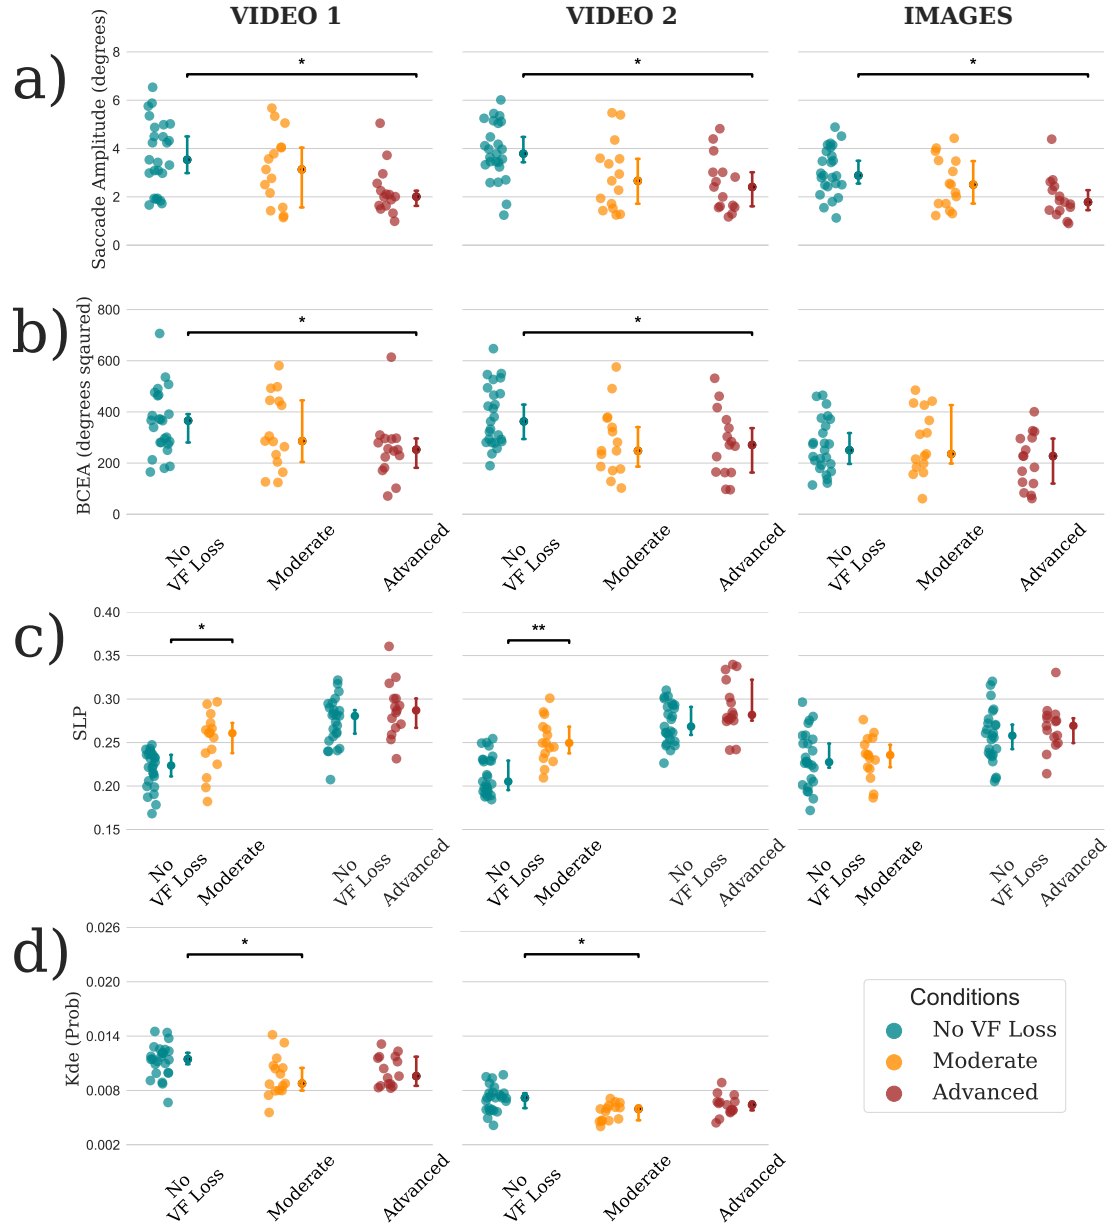 VIDEO 1
VIDEO 2
IMAGES
a)
Saccade Amplitude (degrees)
8
6
4
2
0
*
*
*
b)
BCEA (degrees sqaured)
800
600
400
200
0
*
*
No
VF Loss
Moderate
Advanced
No
VF Loss
Moderate
Advanced
No
VF Loss
Moderate
Advanced
c)
SLP
0.40
0.35
0.30
0.25
0.20
0.15
*
**
No
VF Loss
Moderate
No
VF Loss
Advanced
No
VF Loss
Moderate
No
VF Loss
Advanced
No
VF Loss
Moderate
No
VF Loss
Advanced
d)
Kde (Prob)
0.026
0.020
0.014
0.008
0.002
*
*
No
VF Loss
Moderate
Advanced
No
VF Loss
Moderate
Advanced
Conditions
No VF Loss
Moderate
Advanced